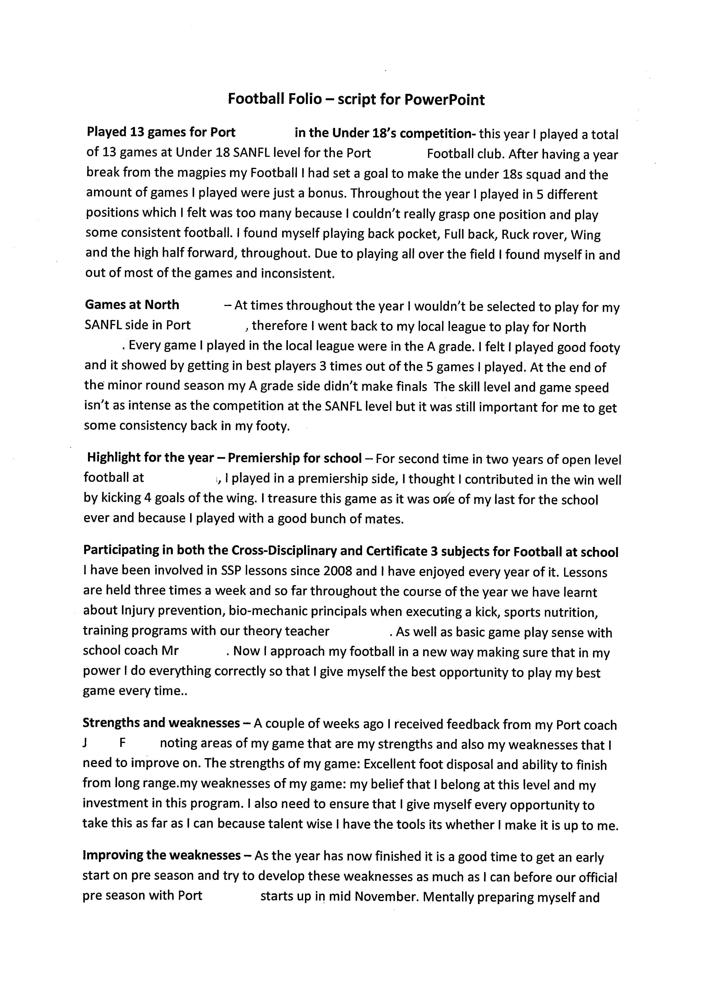 Football Folio – script for PowerPoint
Played 13 games for Port in the Under 18's competition- this year I played a total
of 13 games at Under 18 SANFL level for the Port Football club. After having a year
break from the magpies my Football I had set a goal to make the under 18s squad and the
amount of games I played were just a bonus. Throughout the year I played in 5 different
positions which I felt was too many because I couldn't really grasp one position and play
some consistent football. I found myself playing back pocket, Full back, Ruck rover, Wing
and the high half forward, throughout. Due to playing all over the field I found myself in and
out of most of the games and inconsistent.
Games at North – At times throughout the year I wouldn't be selected to play for my
SANFL side in Port , therefore I went back to my local league to play for North
. Every game I played in the local league were in the A grade. I felt I played good footy
and it showed by getting in best players 3 times out of the 5 games I played. At the end of
the minor round season my A grade side didn't make finals The skill level and game speed
isn't as intense as the competition at the SANFL level but it was still important for me to get
some consistency back in my footy.
Highlight for the year – Premiership for school – For second time in two years of open level
football at , I played in a premiership side, I thought I contributed in the win well
by kicking 4 goals of the wing. I treasure this game as it was one of my last for the school
ever and because I played with a good bunch of mates.
Participating in both the Cross-Disciplinary and Certificate 3 subjects for Football at school
I have been involved in SSP lessons since 2008 and I have enjoyed every year of it. Lessons
are held three times a week and so far throughout the course of the year we have learnt
about Injury prevention, bio-mechanic principals when executing a kick, sports nutrition,
training programs with our theory teacher . As well as basic game play sense with
school coach Mr . Now I approach my football in a new way making sure that in my
power I do everything correctly so that I give myself the best opportunity to play my best
game every time..
Strengths and weaknesses – A couple of weeks ago I received feedback from my Port coach
J F noting areas of my game that are my strengths and also my weaknesses that I
need to improve on. The strengths of my game: Excellent foot disposal and ability to finish
from long range.my weaknesses of my game: my belief that I belong at this level and my
investment in this program. I also need to ensure that I give myself every opportunity to
take this as far as I can because talent wise I have the tools its whether I make it is up to me.
Improving the weaknesses – As the year has now finished it is a good time to get an early
start on pre season and try to develop these weaknesses as much as I can before our official
pre season with Port starts up in mid November. Mentally preparing myself and